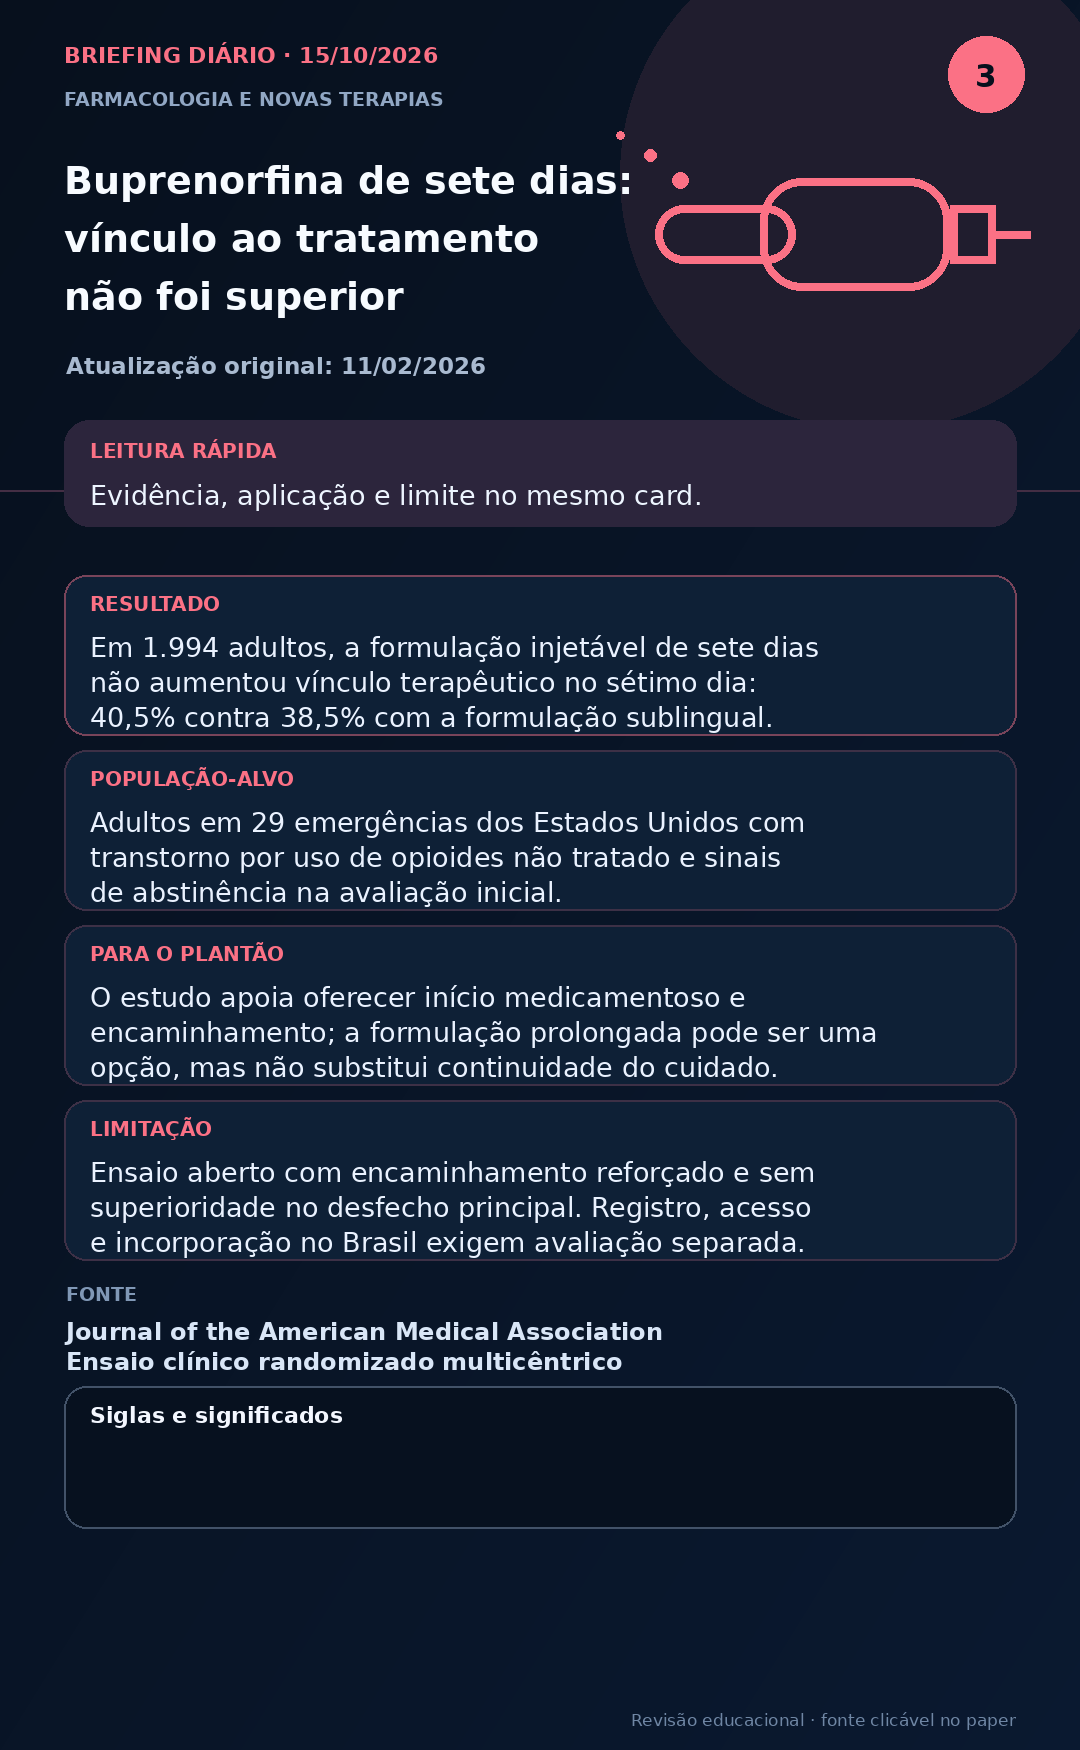 BRIEFING DIÁRIO · 15/10/2026
3
FARMACOLOGIA E NOVAS TERAPIAS
Buprenorfina de sete dias:
vínculo ao tratamento
não foi superior
Atualização original: 11/02/2026
LEITURA RÁPIDA
Evidência, aplicação e limite no mesmo card.
RESULTADO
Em 1.994 adultos, a formulação injetável de sete dias
não aumentou vínculo terapêutico no sétimo dia:
40,5% contra 38,5% com a formulação sublingual.
POPULAÇÃO-ALVO
Adultos em 29 emergências dos Estados Unidos com
transtorno por uso de opioides não tratado e sinais
de abstinência na avaliação inicial.
PARA O PLANTÃO
O estudo apoia oferecer início medicamentoso e
encaminhamento; a formulação prolongada pode ser uma
opção, mas não substitui continuidade do cuidado.
LIMITAÇÃO
Ensaio aberto com encaminhamento reforçado e sem
superioridade no desfecho principal. Registro, acesso
e incorporação no Brasil exigem avaliação separada.
FONTE
Journal of the American Medical Association
Ensaio clínico randomizado multicêntrico
Siglas e significados
Revisão educacional · fonte clicável no paper